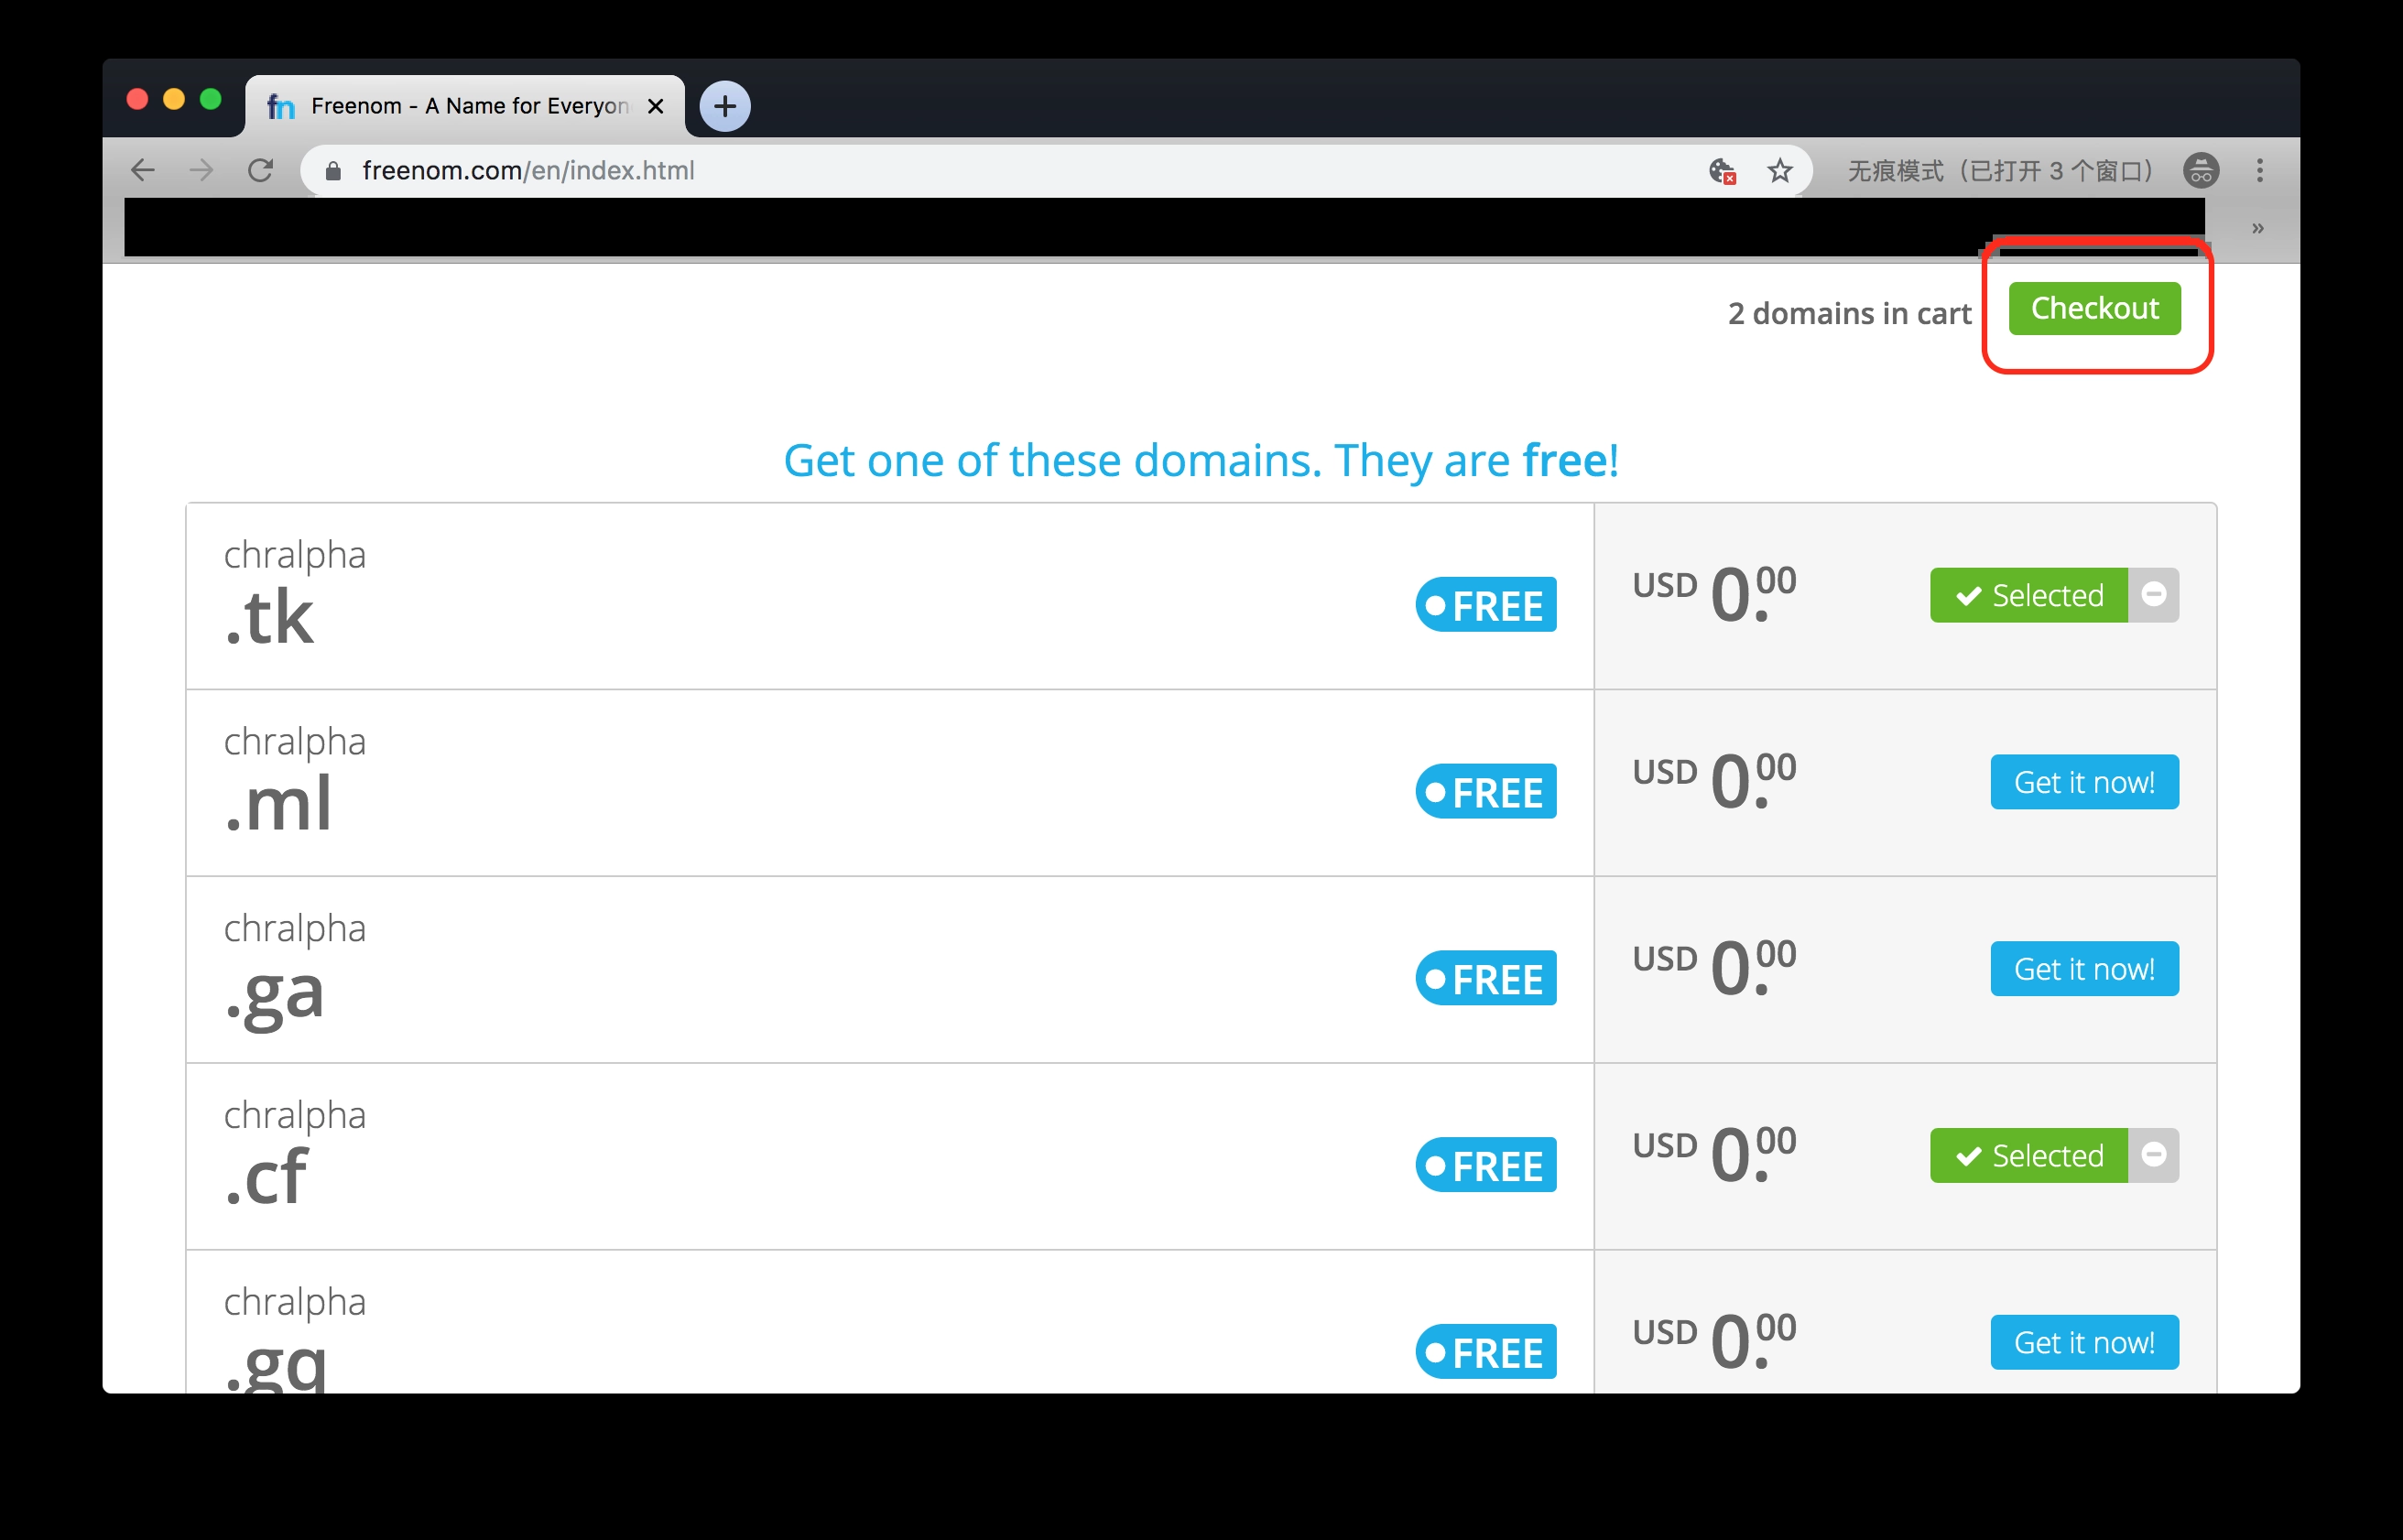 fn Freenom - A Name for Everyon
freenom.com/en/index.html
无痕模式（已打开 3 个窗口）
»
2 domains in cart Checkout
Get one of these domains. They are free!
chralpha
.tk
FREE
USD 0.00
Selected
chralpha
.ml
FREE
USD 0.00
Get it now!
chralpha
.ga
FREE
USD 0.00
Get it now!
chralpha
.cf
FREE
USD 0.00
Selected
chralpha
.gq
FREE
USD 0.00
Get it now!